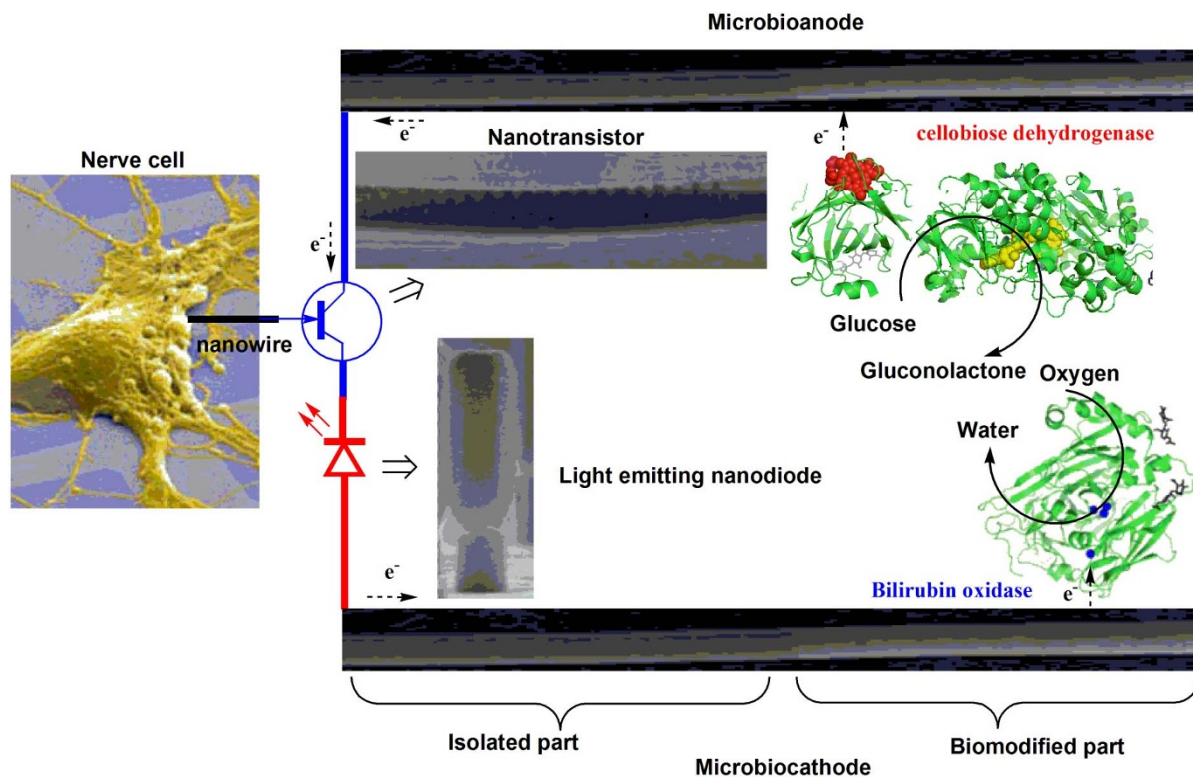 Microbioanode
e-
Nanotransistor
e-
cellobiose dehydrogenase
Nerve cell
e-
nanowire
Glucose
Gluconolactone
Oxygen
Water
Light emitting nanodiode
e-
Bilirubin oxidase
e-
Isolated part
Biomodified part
Microbiocathode